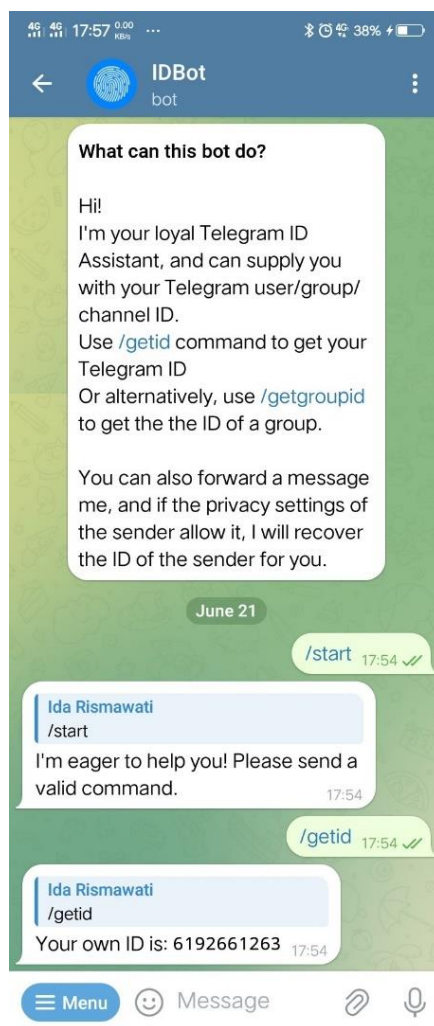 4G 4G 17:57 0.00 KB/s ... 4G 38%
IDBot
bot
What can this bot do?
Hi!
I'm your loyal Telegram ID
Assistant, and can supply you
with your Telegram user/group/
channel ID.
Use /getid command to get your
Telegram ID
Or alternatively, use /getgroupid
to get the the ID of a group.
You can also forward a message
me, and if the privacy settings of
the sender allow it, I will recover
the ID of the sender for you.
June 21
/start 17:54
Ida Rismawati
/start
I'm eager to help you! Please send a
valid command. 17:54
/getid 17:54
Ida Rismawati
/getid
Your own ID is: 6192661263 17:54
Menu Message